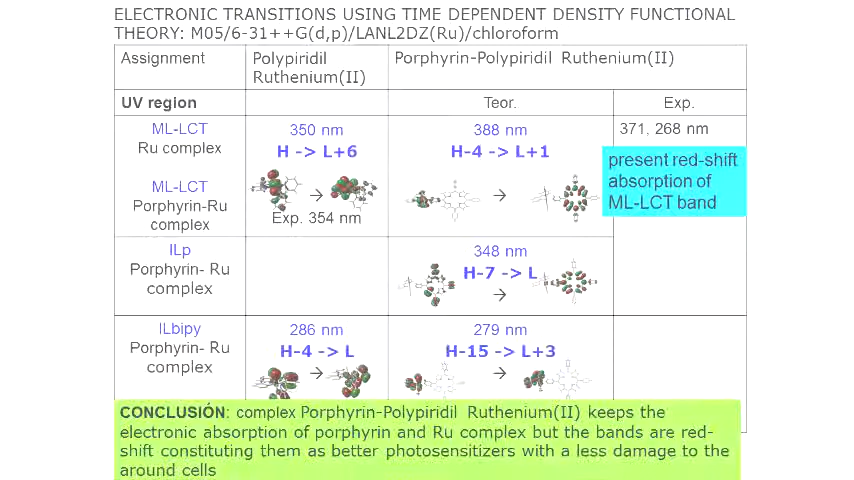 ELECTRONIC TRANSITIONS USING TIME DEPENDENT DENSITY FUNCTIONAL
THEORY: M05/6-31++G(d,p)/LANL2DZ(Ru)/chloroform
Assignment
Polypiridil
Ruthenium(II)
Porphyrin-Polypiridil Ruthenium(II)
UV region
Teor.
Exp.
ML-LCT
Ru complex
ML-LCT
Porphyrin-Ru
complex
350 nm
H -> L+6
→
Exp. 354 nm
388 nm
H-4 -> L+1
→
371, 268 nm
present red-shift
absorption of
ML-LCT band
ILp
Porphyrin- Ru
complex
348 nm
H-7 -> L
→
ILbipy
Porphyrin- Ru
complex
286 nm
H-4 -> L
→
279 nm
H-15 -> L+3
→
CONCLUSIÓN: complex Porphyrin-Polypiridil Ruthenium(II) keeps the
electronic absorption of porphyrin and Ru complex but the bands are red-
shift constituting them as better photosensitizers with a less damage to the
around cells